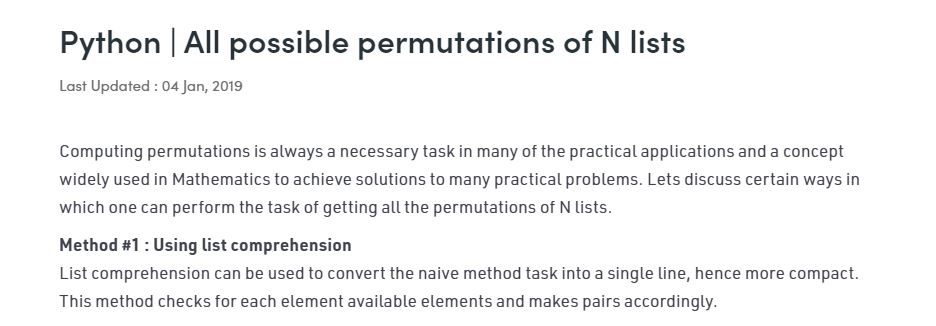 Python | All possible permutations of N lists
Last Updated : 04 Jan, 2019
Computing permutations is always a necessary task in many of the practical applications and a concept
widely used in Mathematics to achieve solutions to many practical problems. Lets discuss certain ways in
which one can perform the task of getting all the permutations of N lists.
Method #1 : Using list comprehension
List comprehension can be used to convert the naive method task into a single line, hence more compact.
This method checks for each element available elements and makes pairs accordingly.